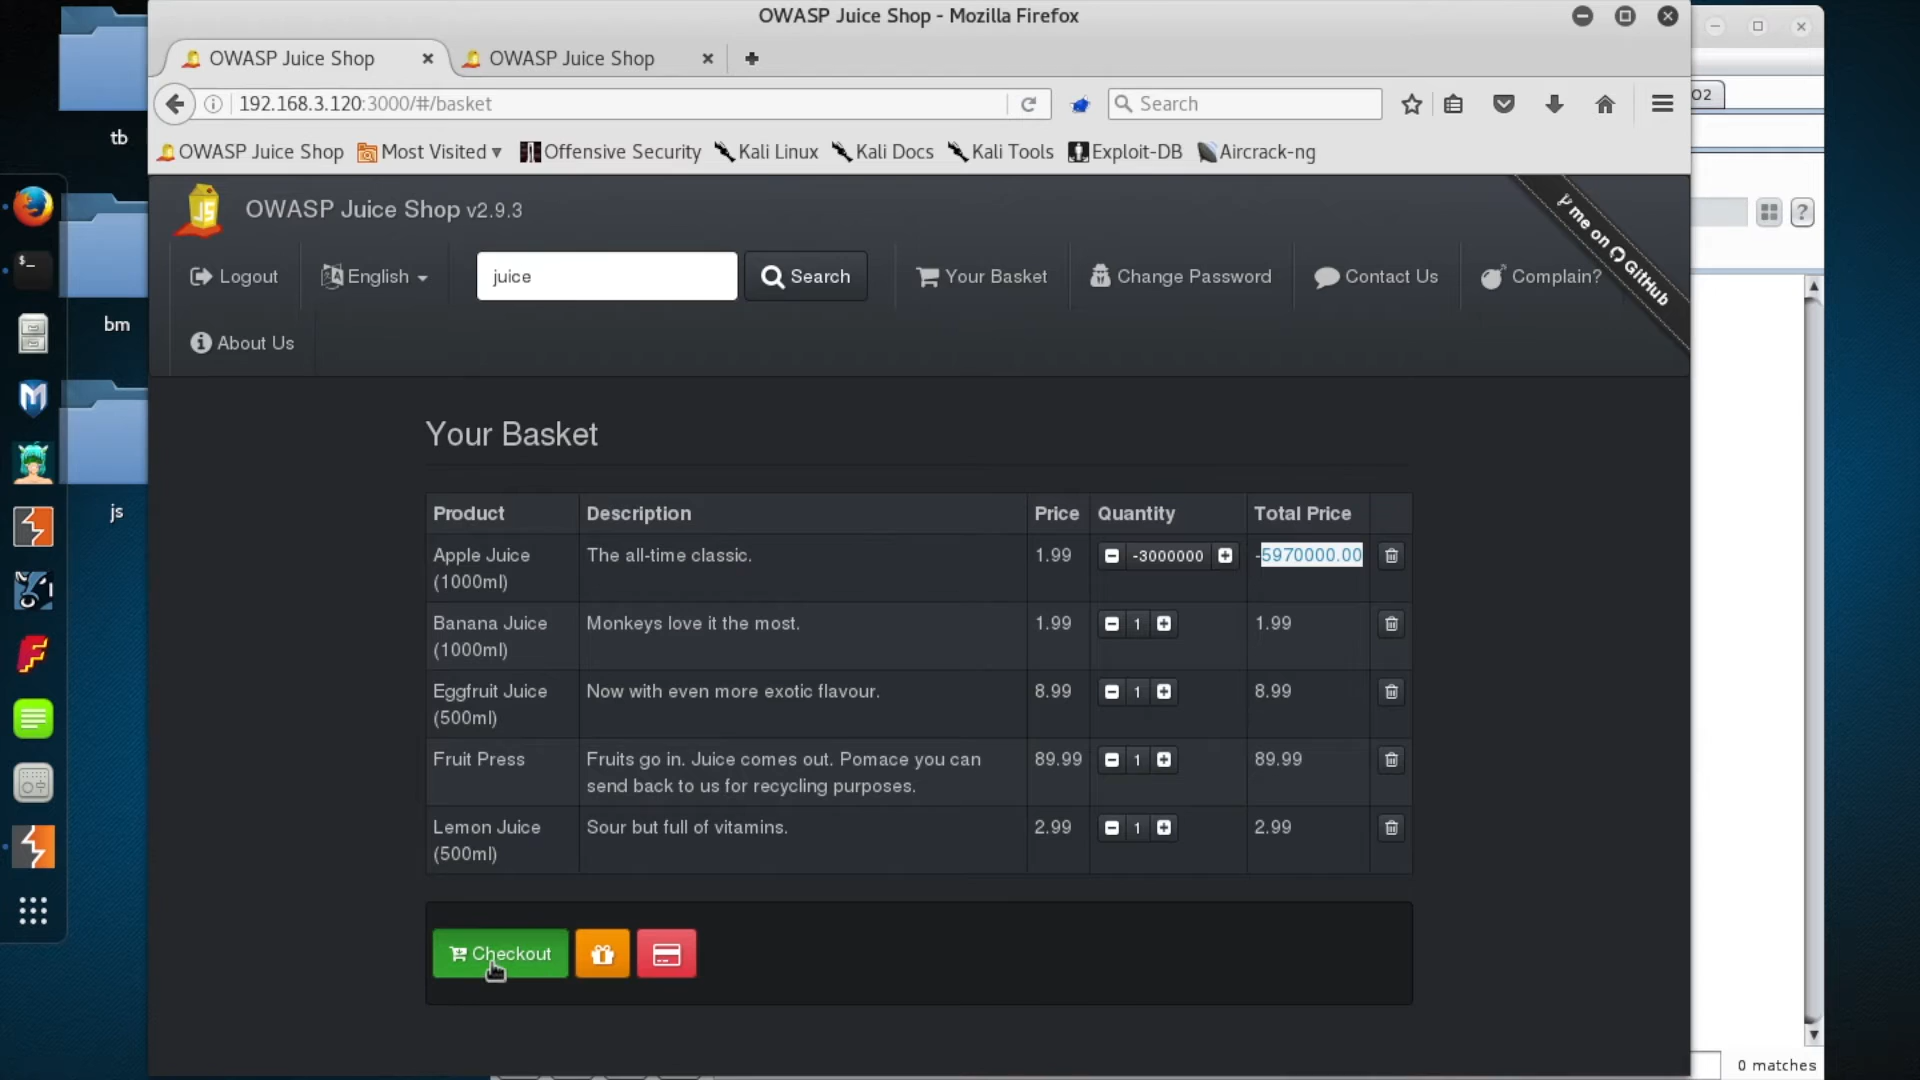 OWASP Juice Shop - Mozilla Firefox
OWASP Juice Shop
OWASP Juice Shop
192.168.3.120:3000/#/basket
Search
O2
OWASP Juice Shop
Most Visited
Offensive Security
Kali Linux
Kali Docs
Kali Tools
Exploit-DB
Aircrack-ng
tb
bm
js
JS
OWASP Juice Shop v2.9.3
me on GitHub
Logout
English
juice
Search
Your Basket
Change Password
Contact Us
Complain?
About Us
Your Basket
Product Description Price Quantity Total Price
Apple Juice The all-time classic. 1.99 -3000000 -5970000.00
(1000ml)
Banana Juice Monkeys love it the most. 1.99 1 1.99
(1000ml)
Eggfruit Juice Now with even more exotic flavour. 8.99 1 8.99
(500ml)
Fruit Press Fruits go in. Juice comes out. Pomace you can 89.99 1 89.99
send back to us for recycling purposes.
Lemon Juice Sour but full of vitamins. 2.99 1 2.99
(500ml)
Checkout
0 matches